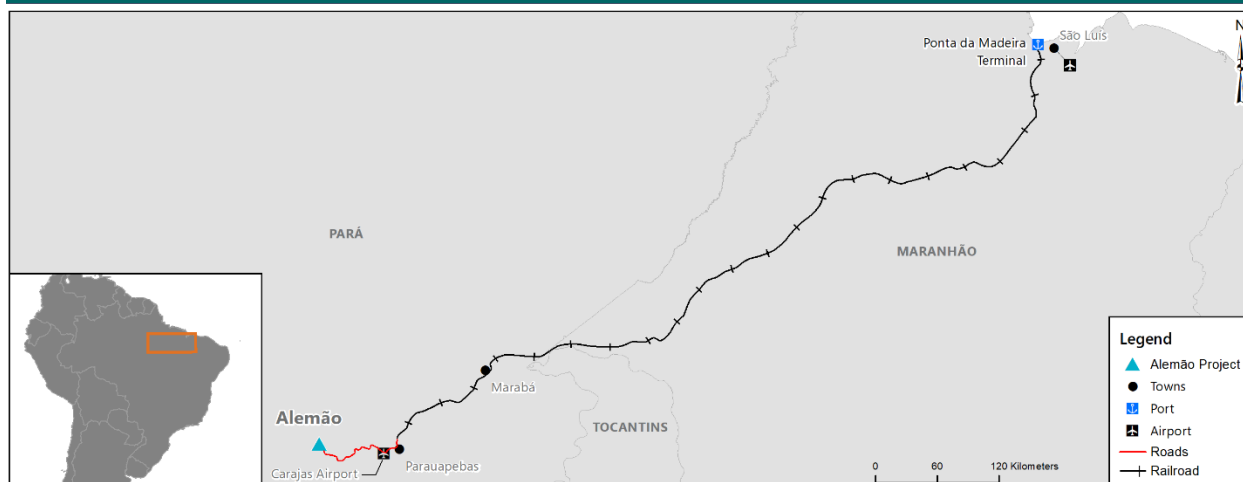 N
São Luís
Ponta da Madeira
Terminal
PARÁ
MARANHÃO
Marabá
Alemão
TOCANTINS
Parauapebas
Carajas Airport
0 60 120 Kilometers
Legend
Alemão Project
Towns
Port
Airport
Roads
Railroad